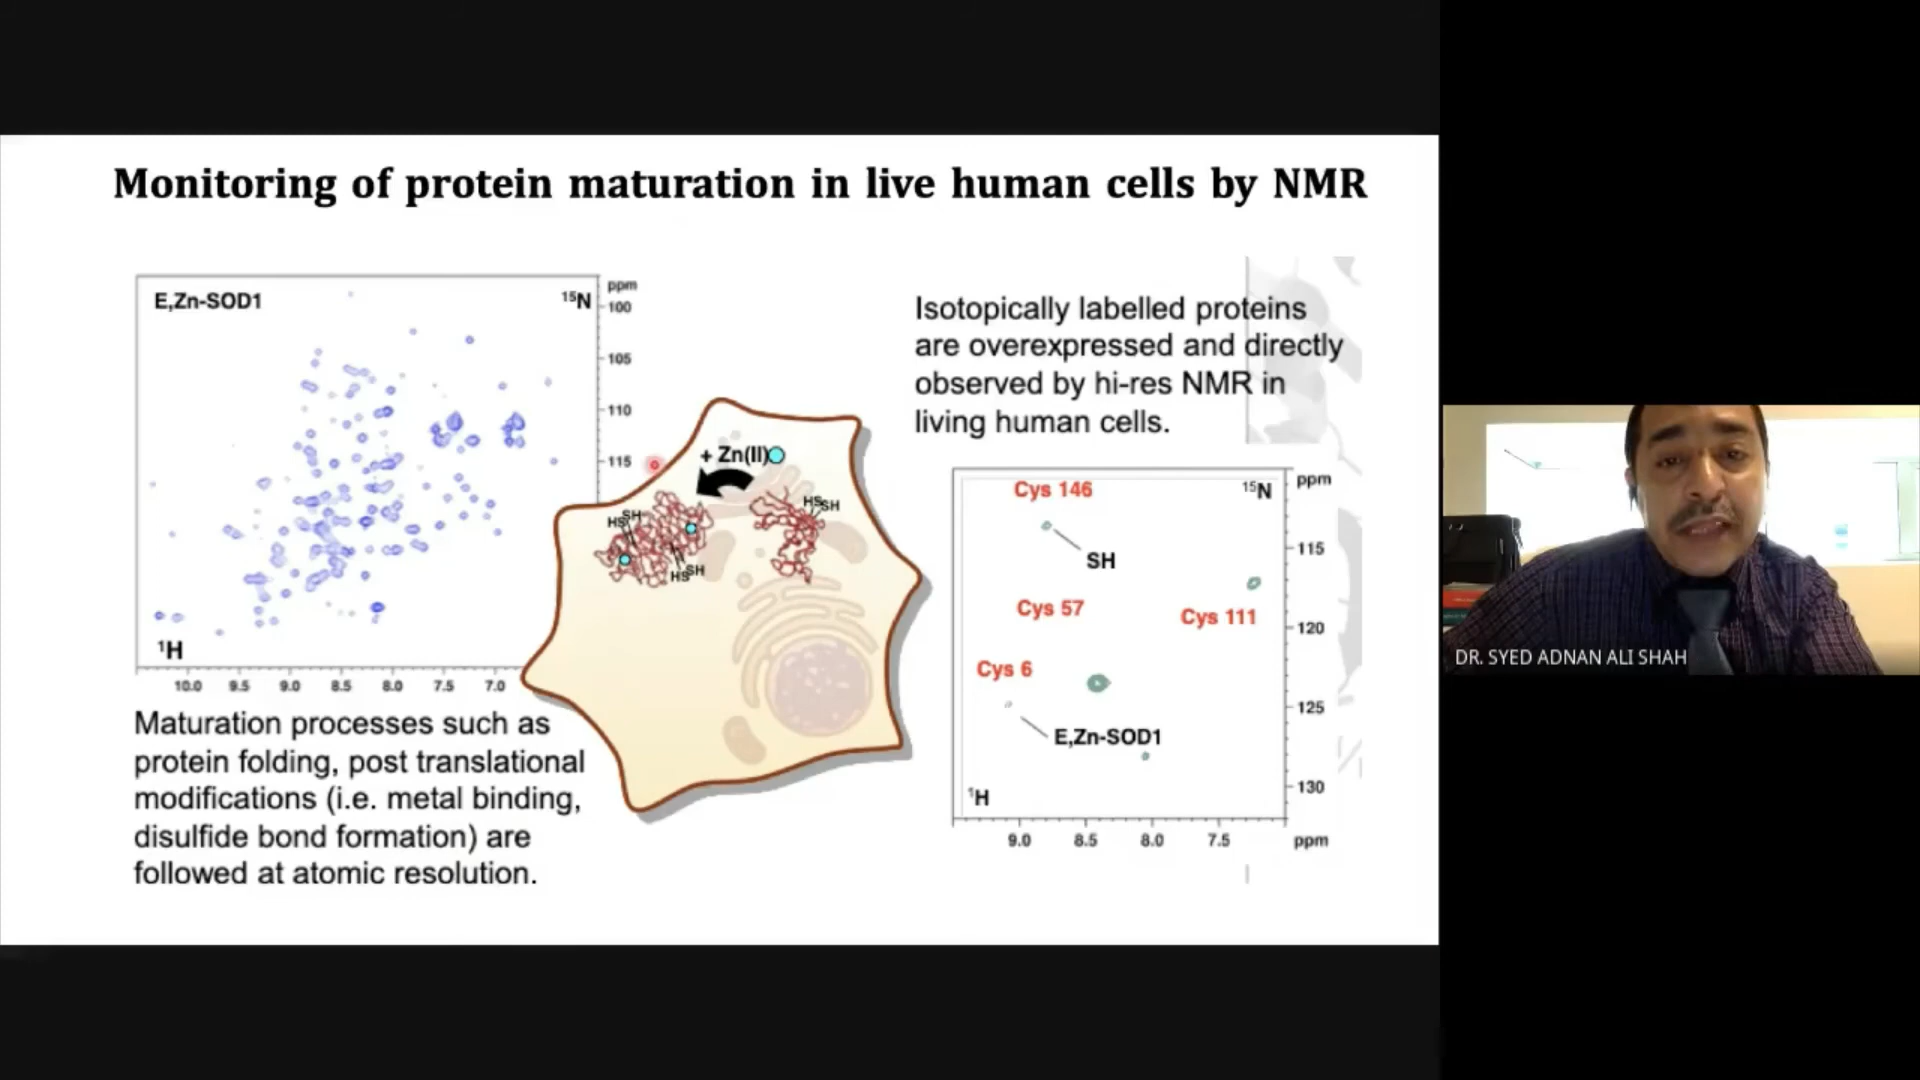 Monitoring of protein maturation in live human cells by NMR
E,Zn-SOD1
¹⁵N
ppm
100
105
110
115
¹H
10.0 9.5 9.0 8.5 8.0 7.5 7.0
+ Zn(II)
HS SH
HS SH
HS SH
Isotopically labelled proteins
are overexpressed and directly
observed by hi-res NMR in
living human cells.
Cys 146
¹⁵N
ppm
SH
115
Cys 57
Cys 111
120
Cys 6
125
E,Zn-SOD1
130
¹H
9.0 8.5 8.0 7.5 ppm
Maturation processes such as
protein folding, post translational
modifications (i.e. metal binding,
disulfide bond formation) are
followed at atomic resolution.
DR. SYED ADNAN ALI SHAH